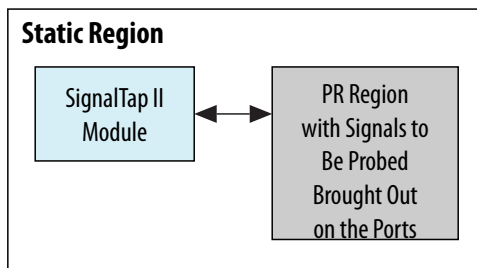 Static Region
SignalTap II
Module
PR Region
with Signals to
Be Probed
Brought Out
on the Ports